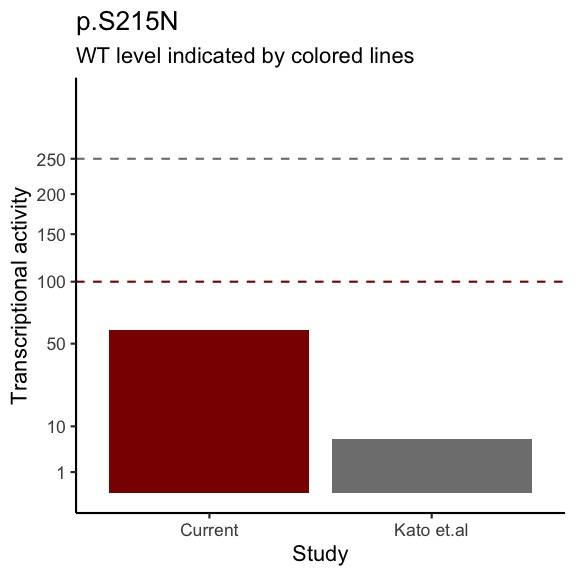 p.S215N
WT level indicated by colored lines
Transcriptional activity
250
200
150
100
50
10
1
Current
Kato et.al
Study